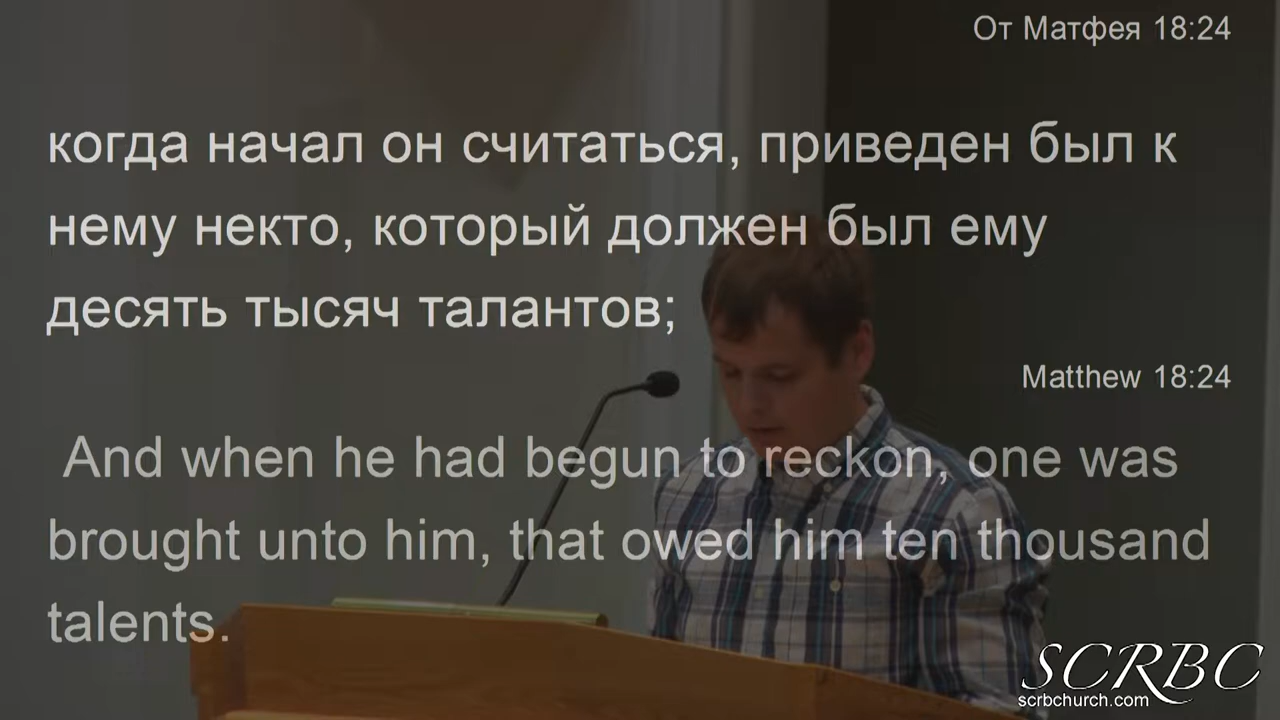 От Матфея 18:24
когда начал он считаться, приведен был к
нему некто, который должен был ему
десять тысяч талантов;
Matthew 18:24
And when he had begun to reckon, one was
brought unto him, that owed him ten thousand
talents.
SCRBC
scrbchurch.com